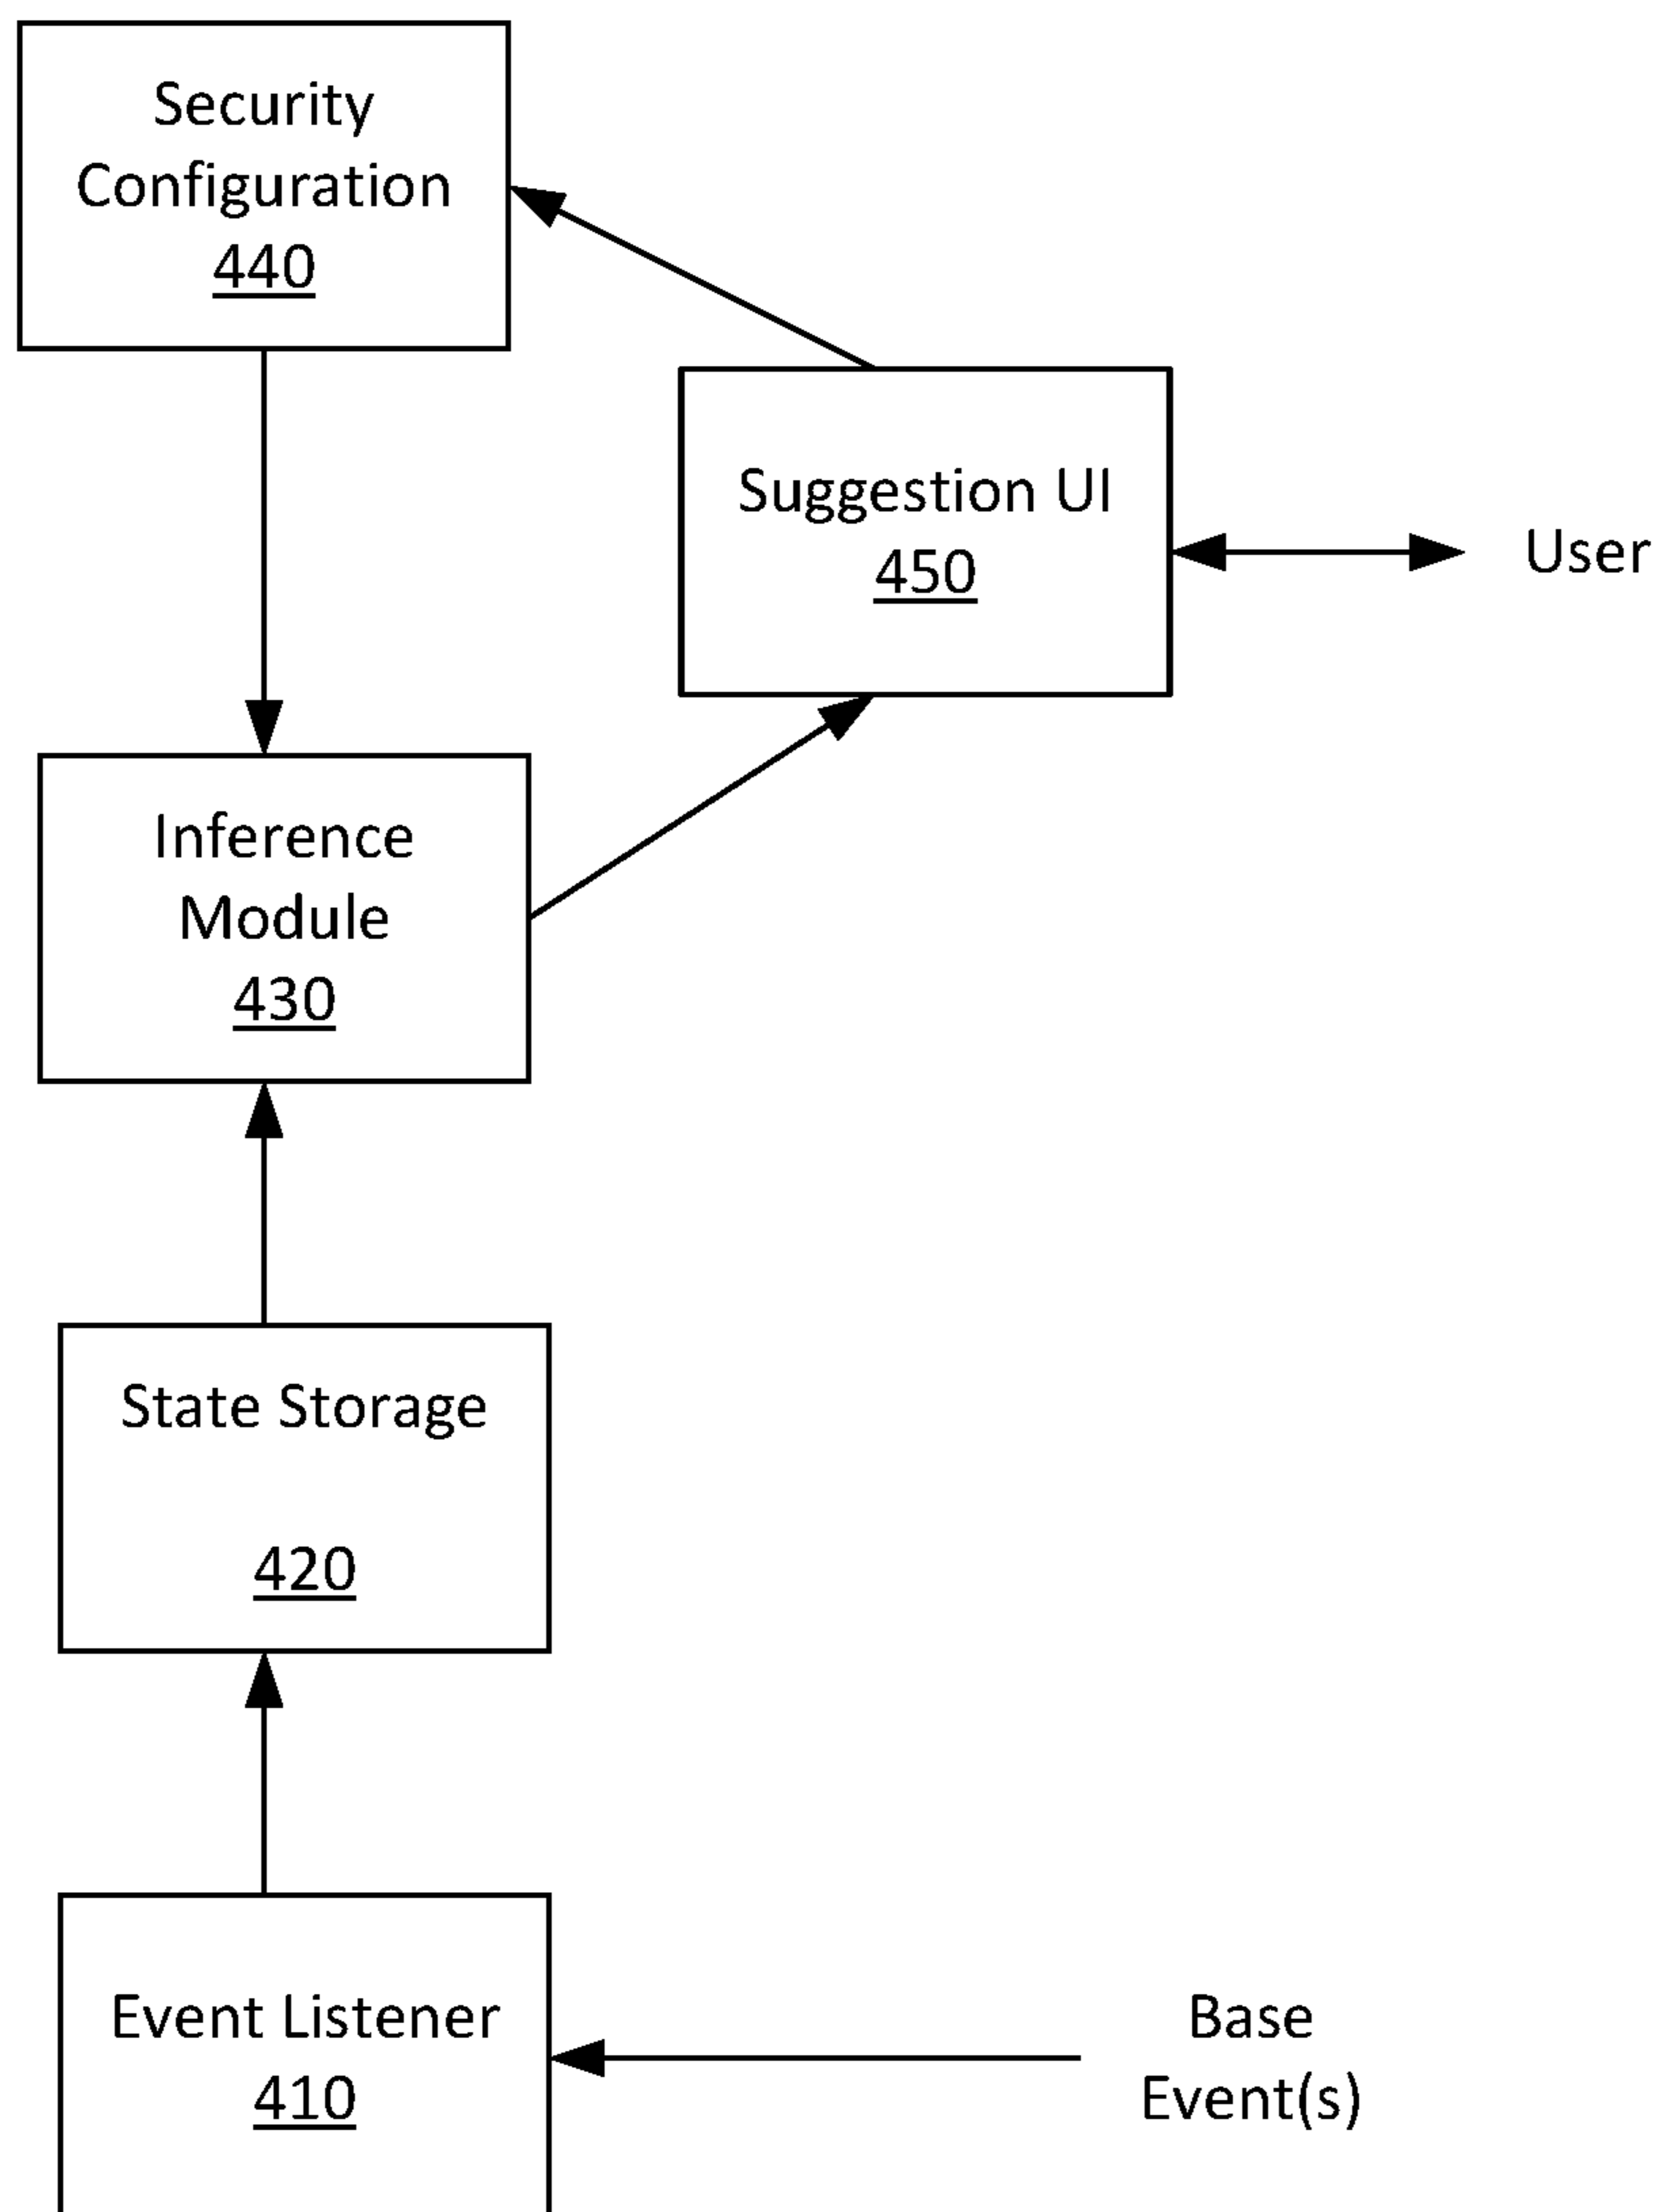 Security
Configuration
440
Suggestion UI
450
User
Inference
Module
430
State Storage
420
Event Listener
410
Base
Event(s)